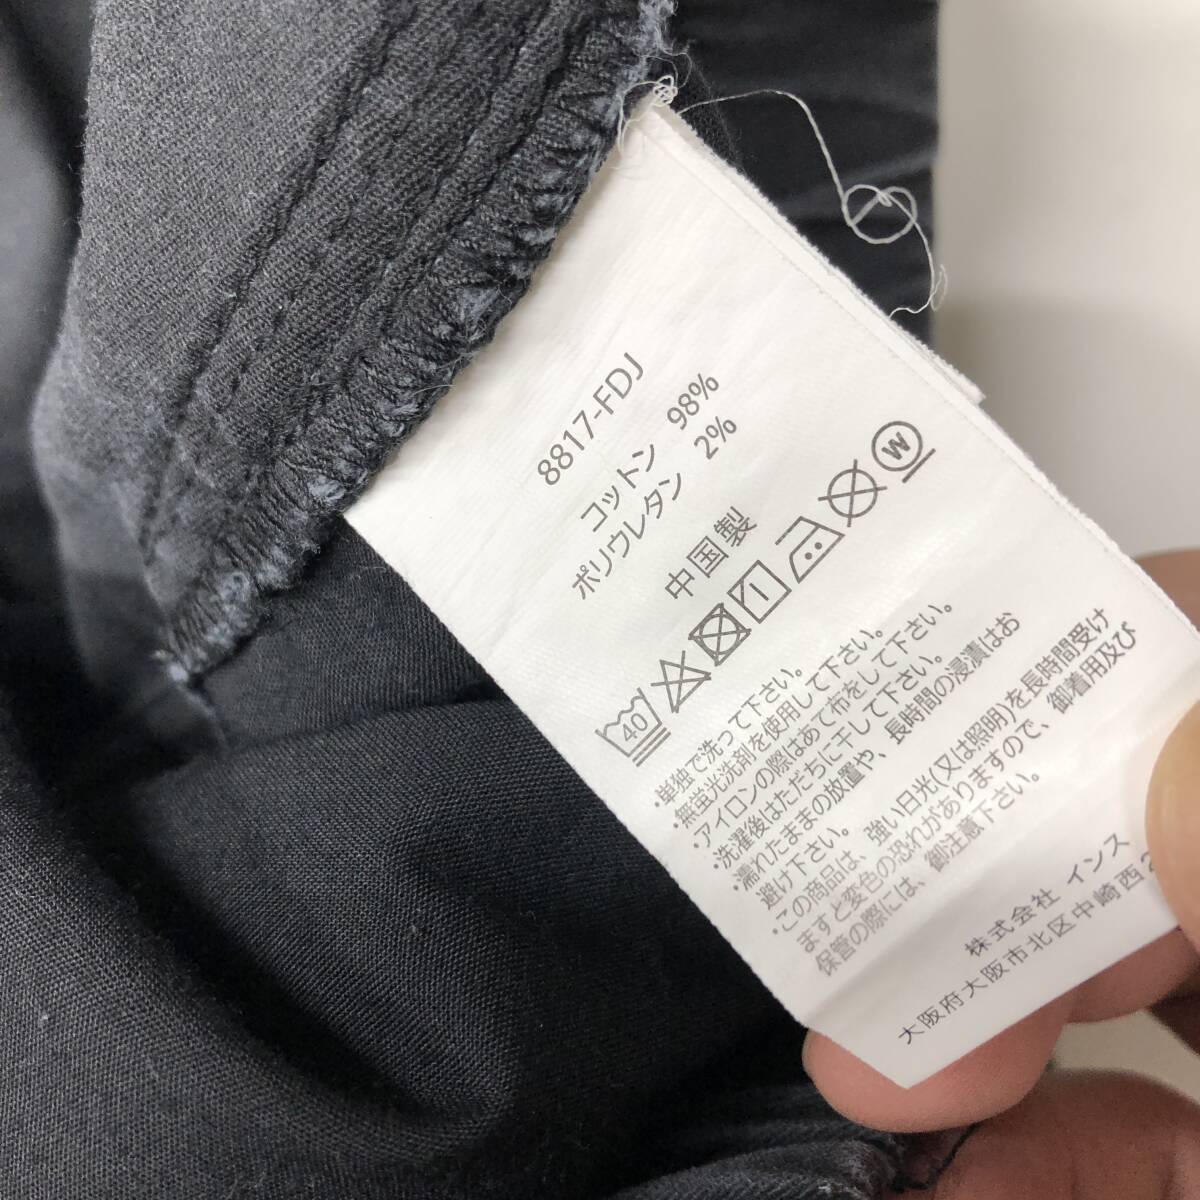 8817-FDJ
コットン 98%
ポリウレタン 2%
中国製
40 W
・単独で洗って下さい。
・無蛍光洗剤を使用して下さい。
・アイロンの際はあて布をして下さい。
・洗濯後はただちに干して下さい。
・濡れたままの放置や、長時間の浸漬はお
避け下さい。
・この商品は、強い日光(又は照明)を長時間受け
ますと変色の恐れがありますので、御着用及び
保管の際には、御注意下さい。
株式会社 インス
大阪府大阪市北区中崎西2